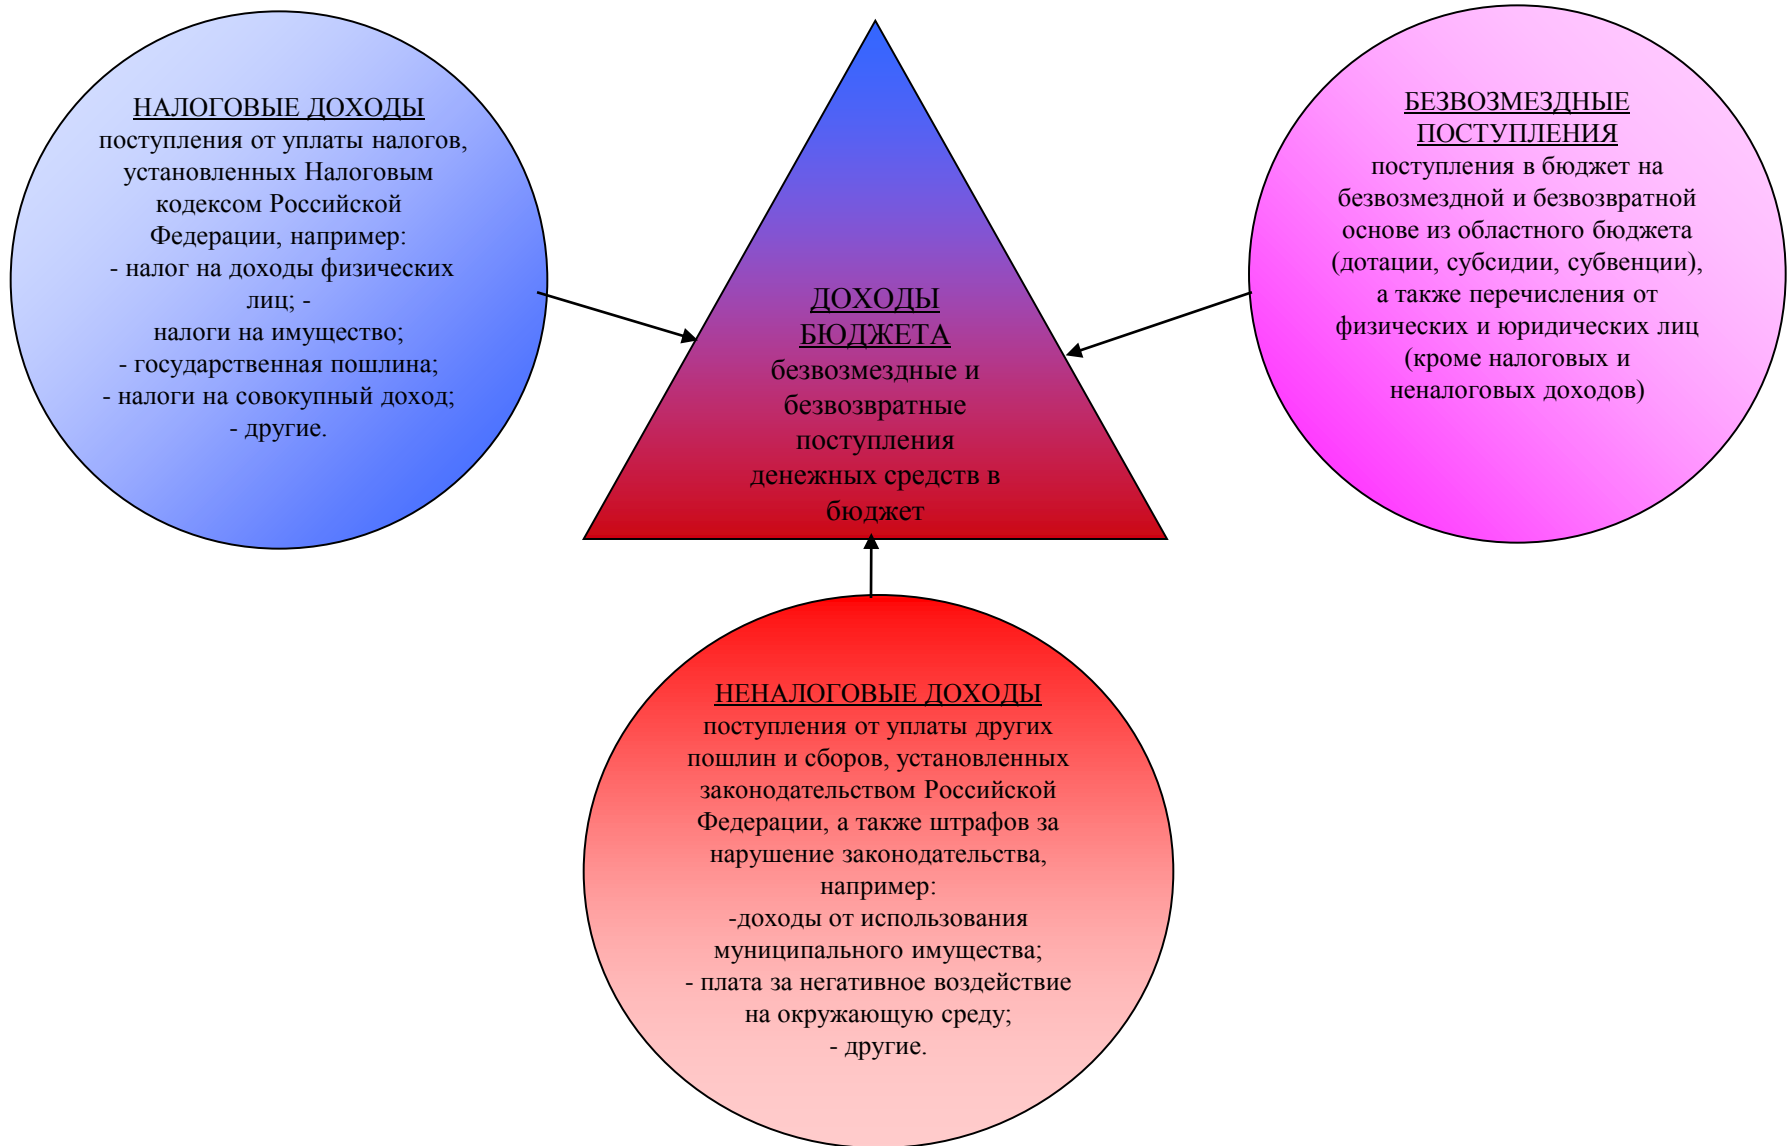 НАЛОГОВЫЕ ДОХОДЫ
поступления от уплаты налогов,
установленных Налоговым
кодексом Российской
Федерации, например:
- налог на доходы физических
лиц; -
налоги на имущество;
- государственная пошлина;
- налоги на совокупный доход;
- другие.
ДОХОДЫ
БЮДЖЕТА
безвозмездные и
безвозвратные
поступления
денежных средств в
бюджет
БЕЗВОЗМЕЗДНЫЕ
ПОСТУПЛЕНИЯ
поступления в бюджет на
безвозмездной и безвозвратной
основе из областного бюджета
(дотации, субсидии, субвенции),
а также перечисления от
физических и юридических лиц
(кроме налоговых и
неналоговых доходов)
НЕНАЛОГОВЫЕ ДОХОДЫ
поступления от уплаты других
пошлин и сборов, установленных
законодательством Российской
Федерации, а также штрафов за
нарушение законодательства,
например:
-доходы от использования
муниципального имущества;
- плата за негативное воздействие
на окружающую среду;
- другие.